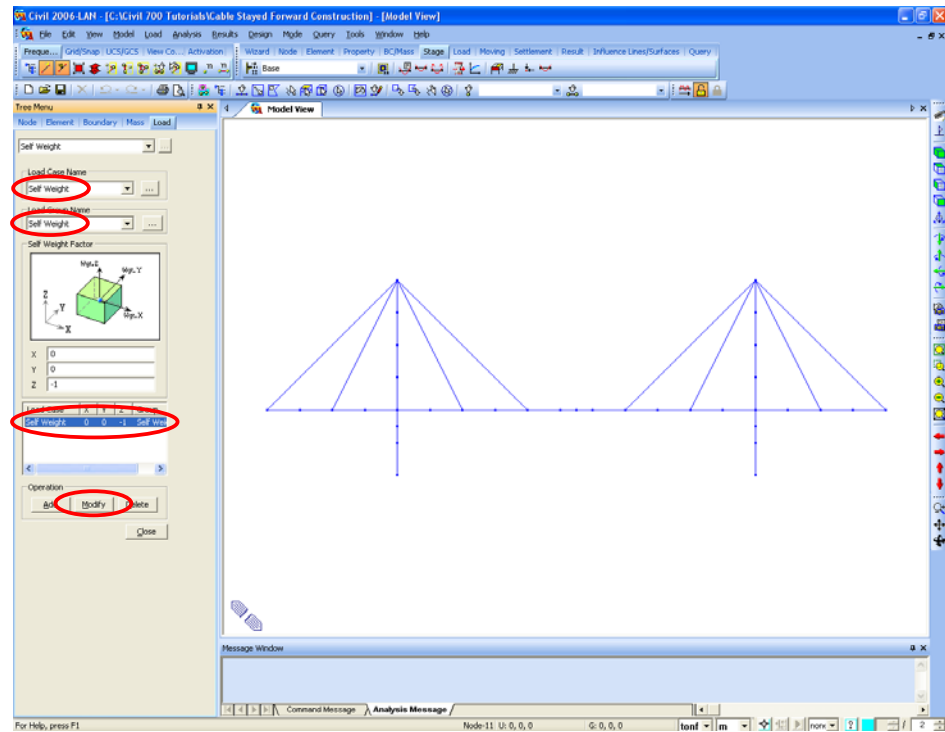 Civil 2006-LAN - [C:\Civil 700 Tutorials\Cable Stayed Forward Construction] - [Model View]
File Edit View Model Load Analysis Results Design Mode Query Tools Window Help
Freque... Grid/Snap UCS/GCS View Co... Activation Wizard Node Element Property BC/Mass Stage Load Moving Settlement Result Influence Lines/Surfaces Query
Base
Tree Menu
Model View
Node Element Boundary Mass Load
Self Weight
...
Load Case Name
Self Weight
...
Load Group Name
Self Weight
...
Self Weight Factor
Wgt.Z
Wgt.Y
Z
Y
X
Wgt.X
X 0
Y 0
Z -1
Load Case X Y Z Group
Self Weight 0 0 -1 Self Wei
Operation
Add Modify Delete
Close
Message Window
Command Message Analysis Message
For Help, press F1
Node-11 U: 0, 0, 0
G: 0, 0, 0
tonf m
none
? / 2